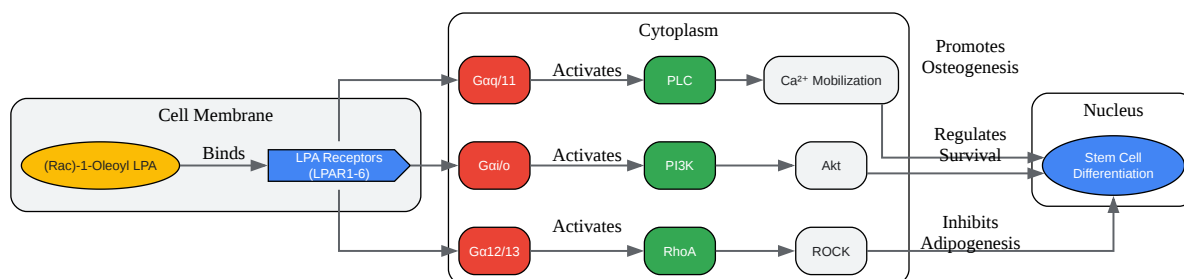 Cell Membrane
(Rac)-1-Oleoyl LPA
Binds
LPA Receptors
(LPAR1-6)
Cytoplasm
Gαq/11
Activates
PLC
Ca²⁺ Mobilization
Gαi/o
Activates
PI3K
Akt
Gα12/13
Activates
RhoA
ROCK
Promotes
Osteogenesis
Regulates
Survival
Inhibits
Adipogenesis
Nucleus
Stem Cell
Differentiation